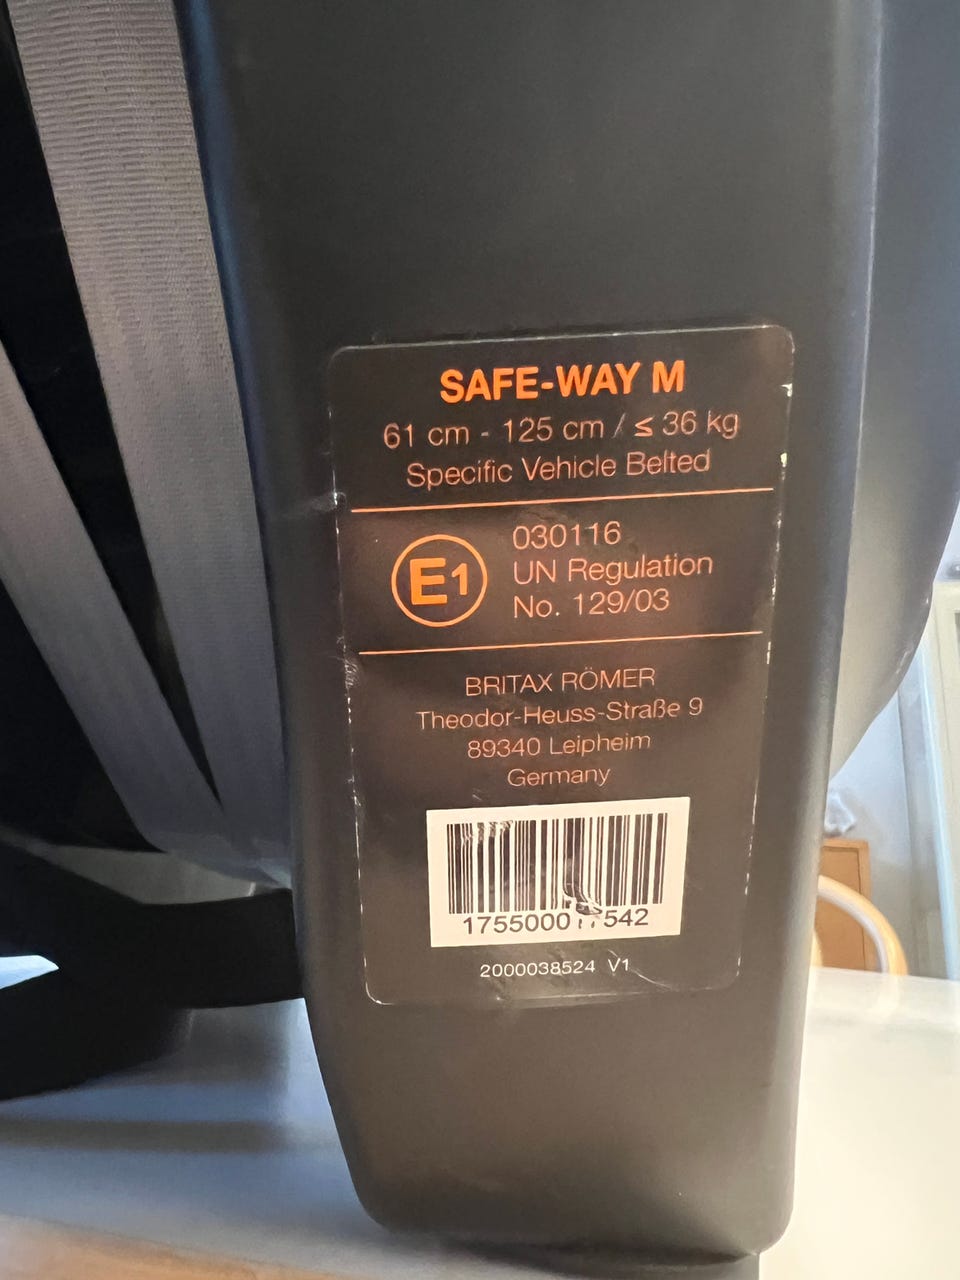 SAFE-WAY M
61 cm - 125 cm / ≤ 36 kg
Specific Vehicle Belted
E1
030116
UN Regulation
No. 129/03
BRITAX RÖMER
Theodor-Heuss-Straße 9
89340 Leipheim
Germany
2000038524 V1